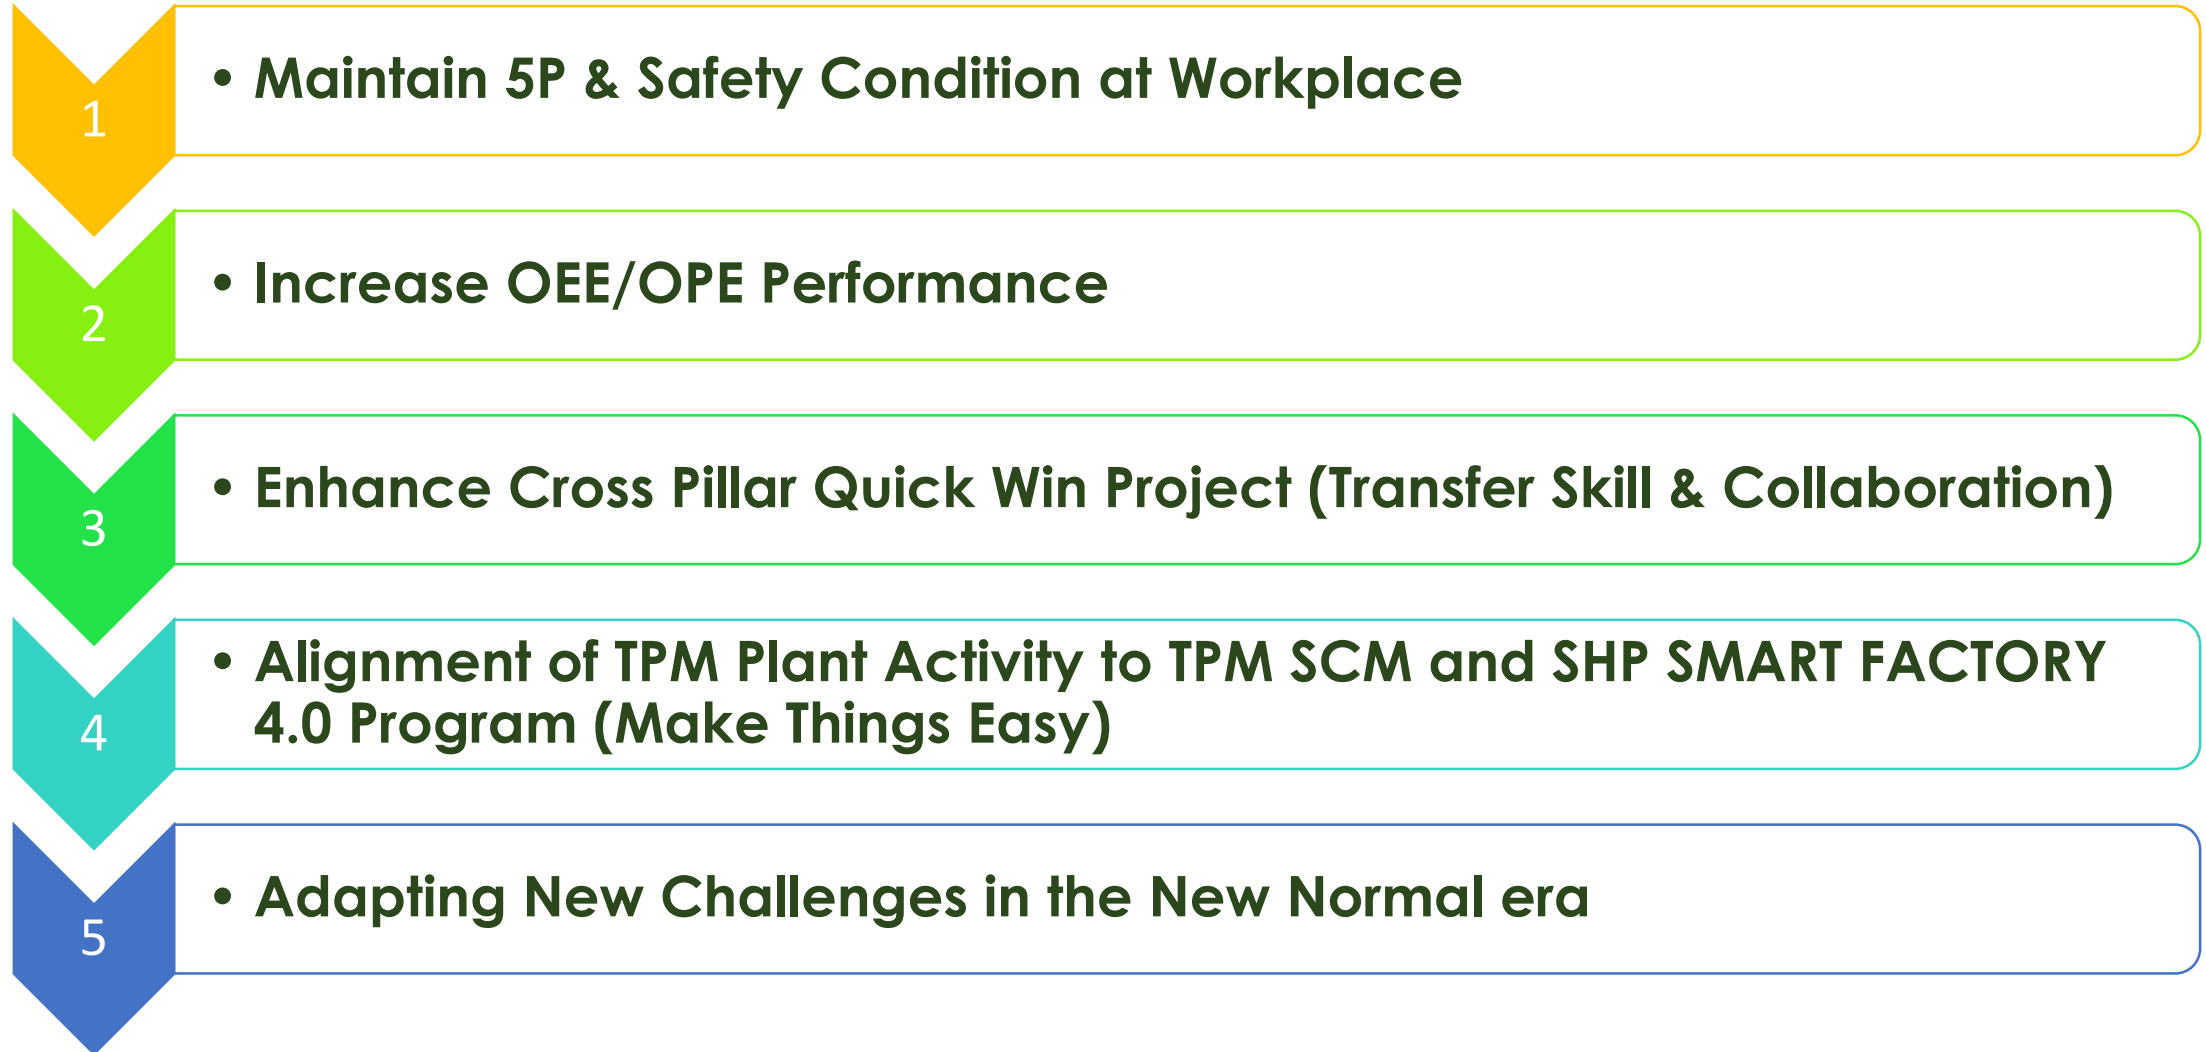 1
• Maintain 5P & Safety Condition at Workplace
2
• Increase OEE/OPE Performance
3
• Enhance Cross Pillar Quick Win Project (Transfer Skill & Collaboration)
4
• Alignment of TPM Plant Activity to TPM SCM and SHP SMART FACTORY
4.0 Program (Make Things Easy)
5
• Adapting New Challenges in the New Normal era